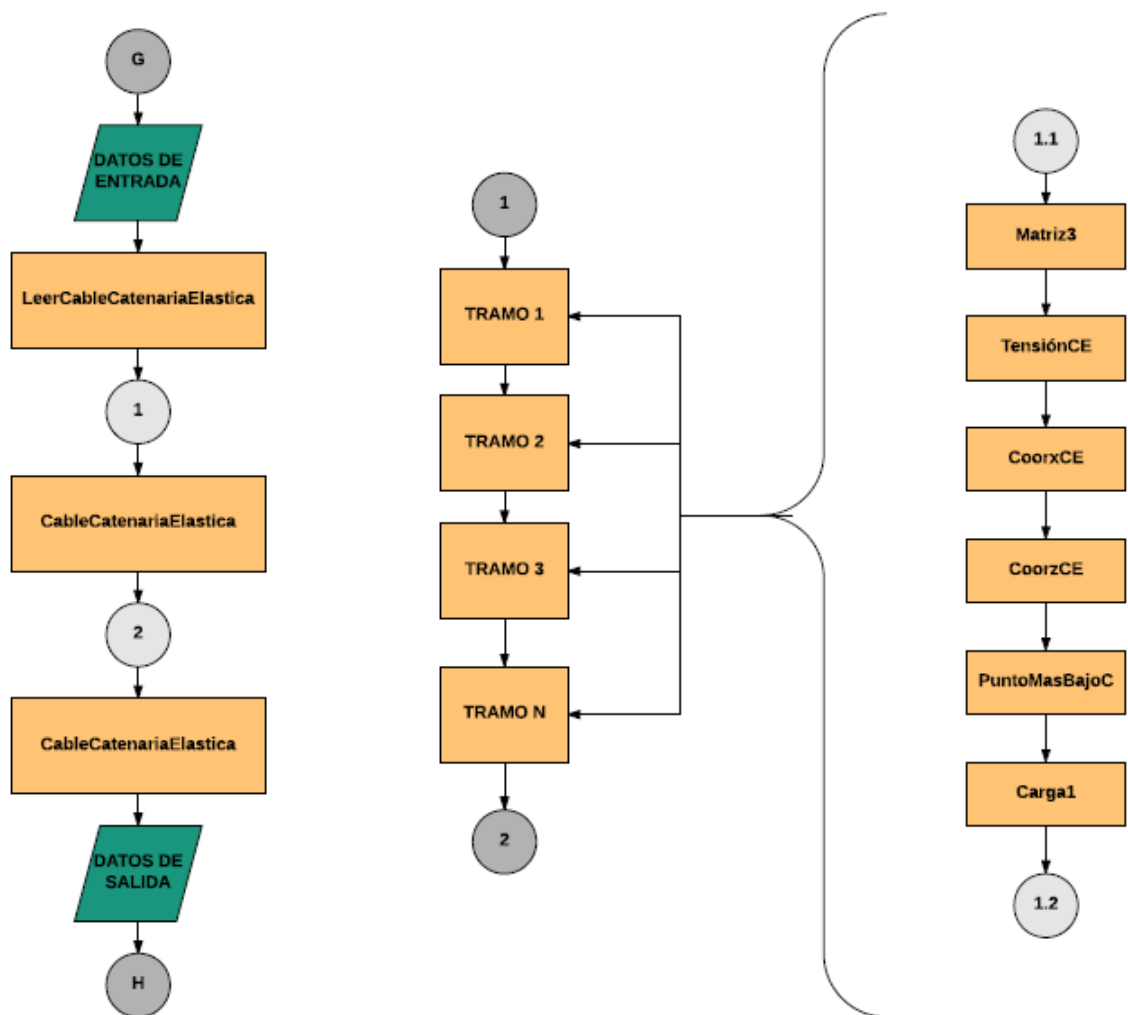 G
DATOS DE
ENTRADA
LeerCableCatenariaElastica
1
CableCatenariaElastica
2
CableCatenariaElastica
DATOS DE
SALIDA
H
1
TRAMO 1
TRAMO 2
TRAMO 3
TRAMO N
2
1.1
Matriz3
TensiónCE
CoorxCE
CoorzCE
PuntoMasBajoC
Carga1
1.2